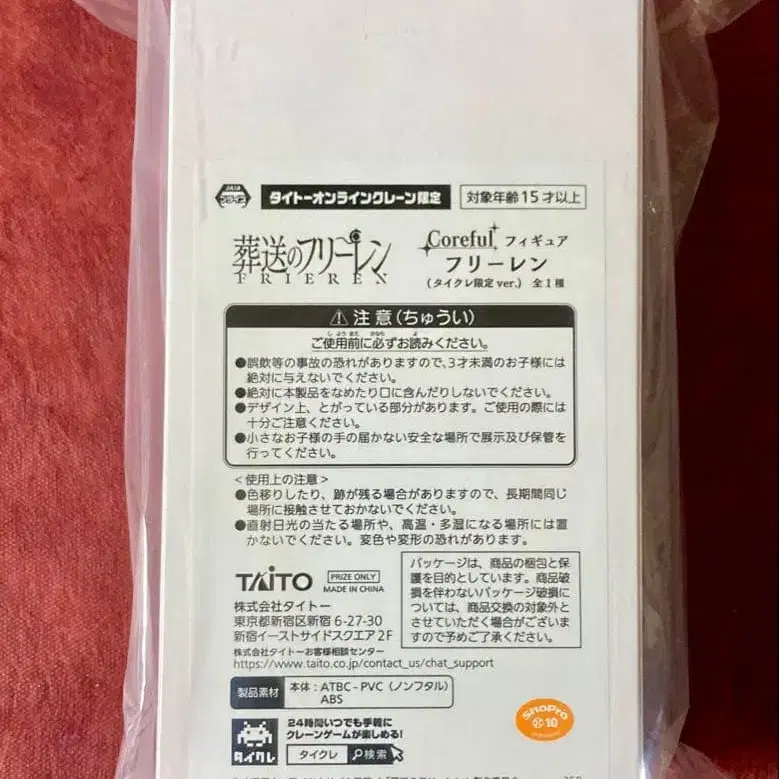 タイトーオンラインクレーン限定
対象年齢15才以上
葬送のフリーレン
FRIEREN
Coreful フィギュア
フリーレン
(タイクレ限定ver.) 全1種
⚠注意(ちゅうい)
ご使用前に必ずお読みください。
●誤飲等の事故の恐れがありますので、3才未満のお子様には
絶対に与えないでください。
●絶対に本製品をなめたり口に含んだりしないでください。
●デザイン上、とがっている部分があります。ご使用の際には
十分ご注意ください。
●小さなお子様の手の届かない安全な場所で展示及び保管を
行ってください。
<使用上の注意>
●色移りしたり、跡が残る場合がありますので、長期間同じ
場所に接触させておかないでください。
●直射日光の当たる場所や、高温・多湿になる場所には置
かないでください。変色や変形の恐れがあります。
TAITO
PRIZE ONLY
MADE IN CHINA
株式会社タイトー
東京都新宿区新宿 6-27-30
新宿イーストサイドスクエア 2F
株式会社タイトーお客様相談センター
https://www.taito.co.jp/contact_us/chat_support
パッケージは、商品の梱包と保
護を目的としています。商品破
損を伴わないパッケージ破損に
ついては、商品交換の対象外と
させていただく場合がございま
すので予めご了承ください。
製品素材
本体:ATBC-PVC(ノンフタル)
ABS
タイクレ
24時間いつでも手軽に
クレーンゲームが楽しめる!
タイクレ 検索
ShoPro
10